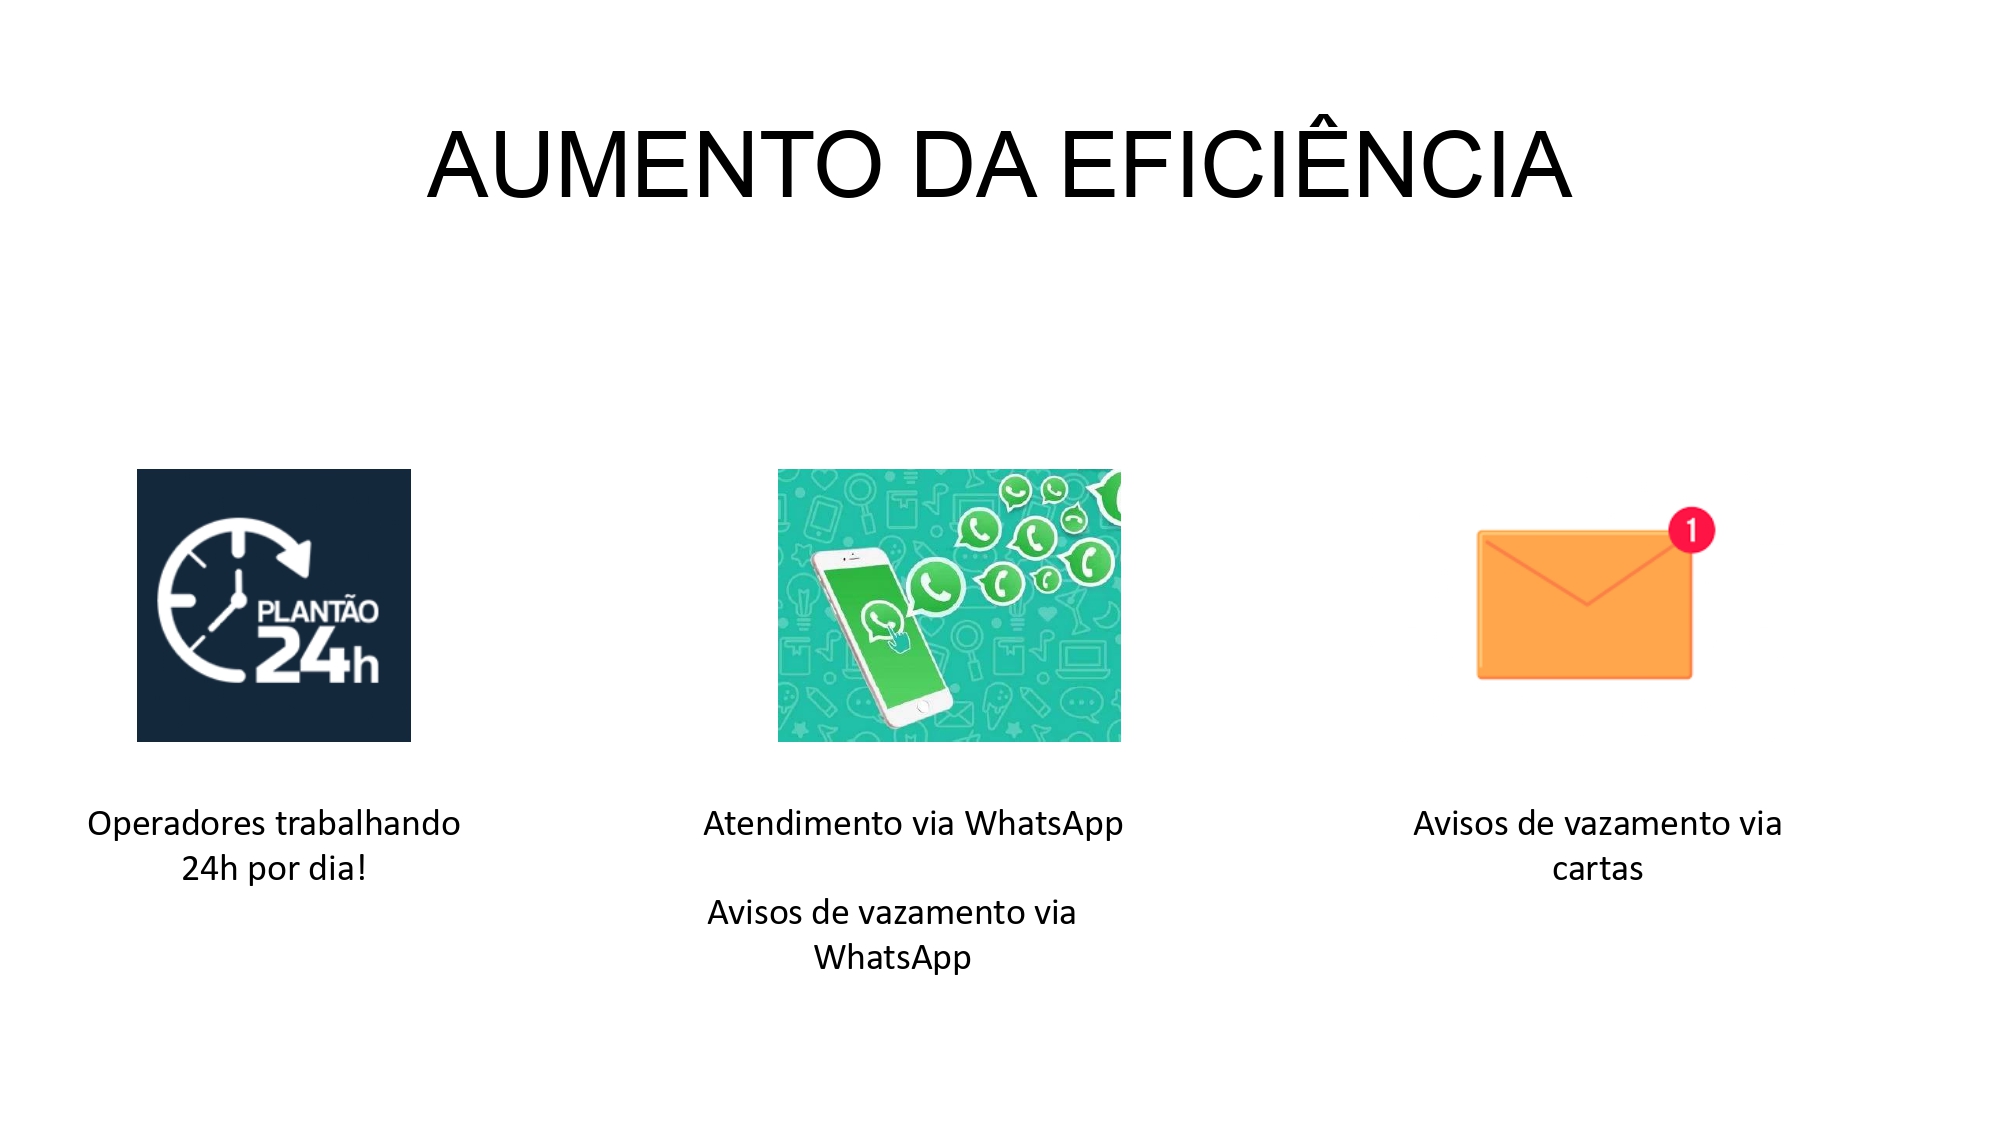 AUMENTO DA EFICIÊNCIA
PLANTÃO
24h
1
Operadores trabalhando
24h por dia!
Atendimento via WhatsApp
Avisos de vazamento via
WhatsApp
Avisos de vazamento via
cartas